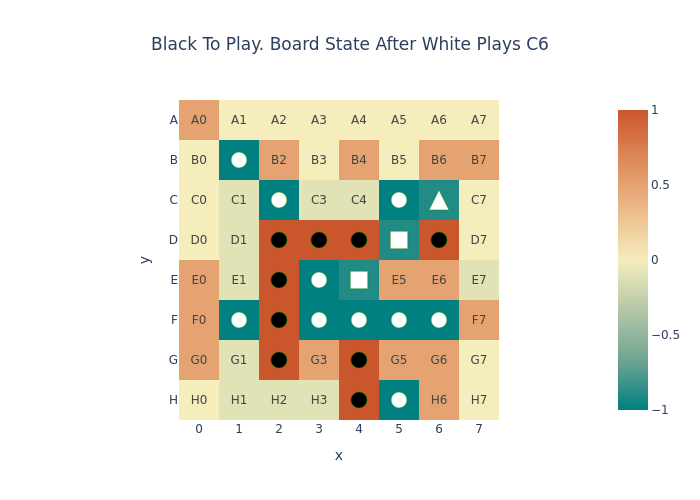 Black To Play. Board State After White Plays C6
A A0 A1 A2 A3 A4 A5 A6 A7
B B0 B2 B3 B4 B5 B6 B7
C C0 C1 C3 C4 C7
D D0 D1 D7
E E0 E1 E5 E6 E7
F F0 F7
G G0 G1 G3 G5 G6 G7
H H0 H1 H2 H3 H6 H7
0 1 2 3 4 5 6 7
x
y
1
0.5
0
−0.5
−1